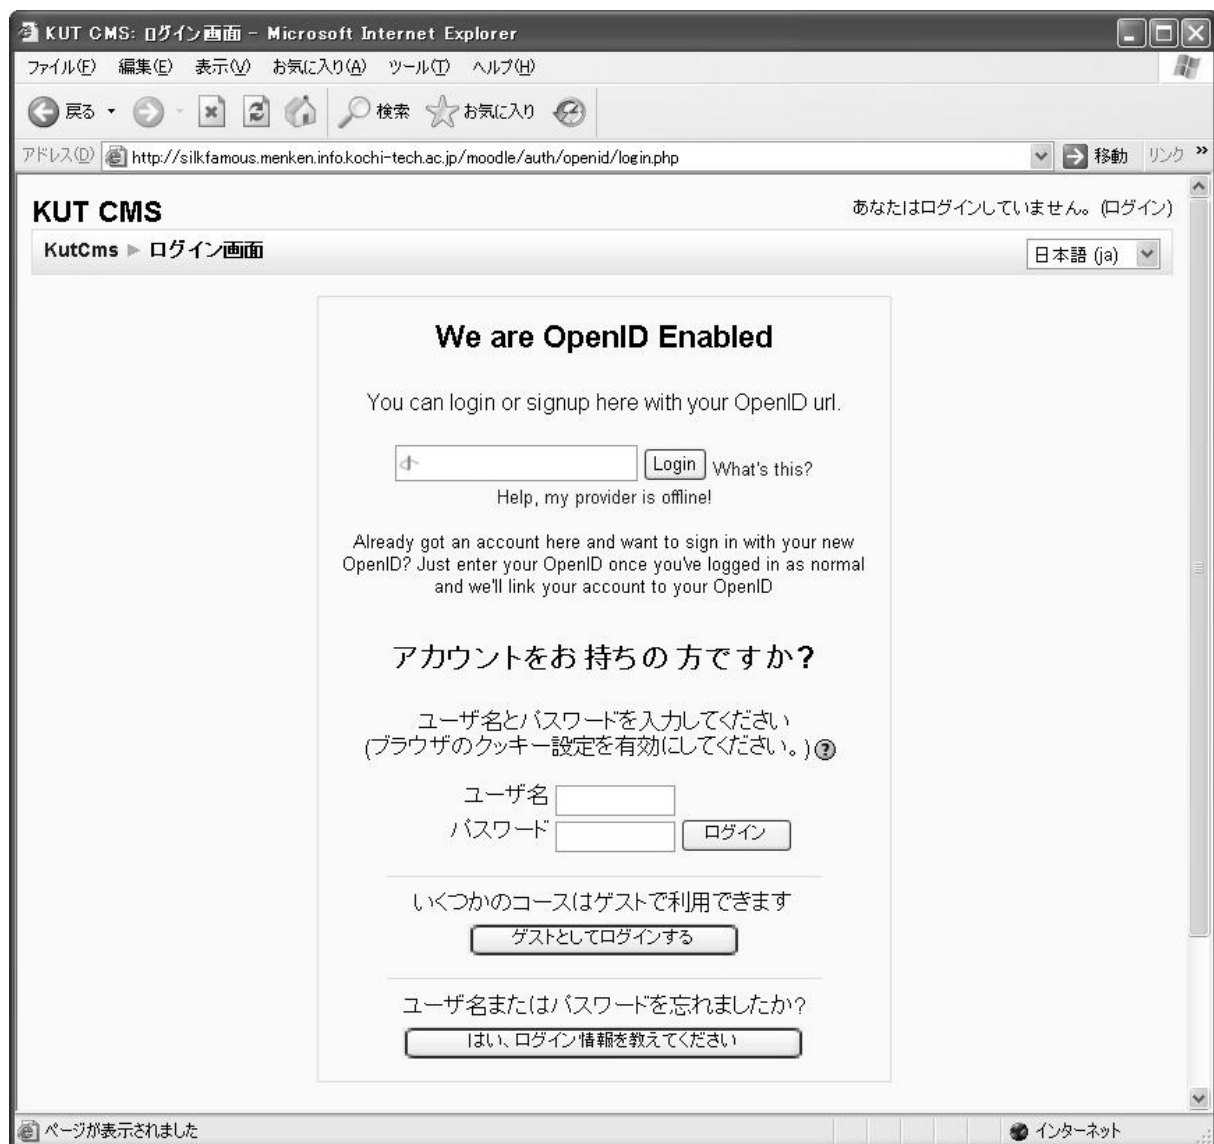 KUT CMS: ログイン画面 - Microsoft Internet Explorer
ファイル(F) 編集(E) 表示(V) お気に入り(A) ツール(T) ヘルプ(H)
戻る 検索 お気に入り
アドレス(D) http://silkfamous.menken.info.kochi-tech.ac.jp/moodle/auth/openid/login.php 移動 リンク »
KUT CMS あなたはログインしていません。(ログイン)
KutCms ► ログイン画面 日本語 (ja)
We are OpenID Enabled
You can login or signup here with your OpenID url.
Login What's this?
Help, my provider is offline!
Already got an account here and want to sign in with your new
OpenID? Just enter your OpenID once you've logged in as normal
and we'll link your account to your OpenID
アカウントをお持ちの方ですか?
ユーザ名とパスワードを入力してください
(ブラウザのクッキー設定を有効にしてください。) ?
ユーザ名
パスワード ログイン
いくつかのコースはゲストで利用できます
ゲストとしてログインする
ユーザ名またはパスワードを忘れましたか?
はい、ログイン情報を教えてください
ページが表示されました インターネット